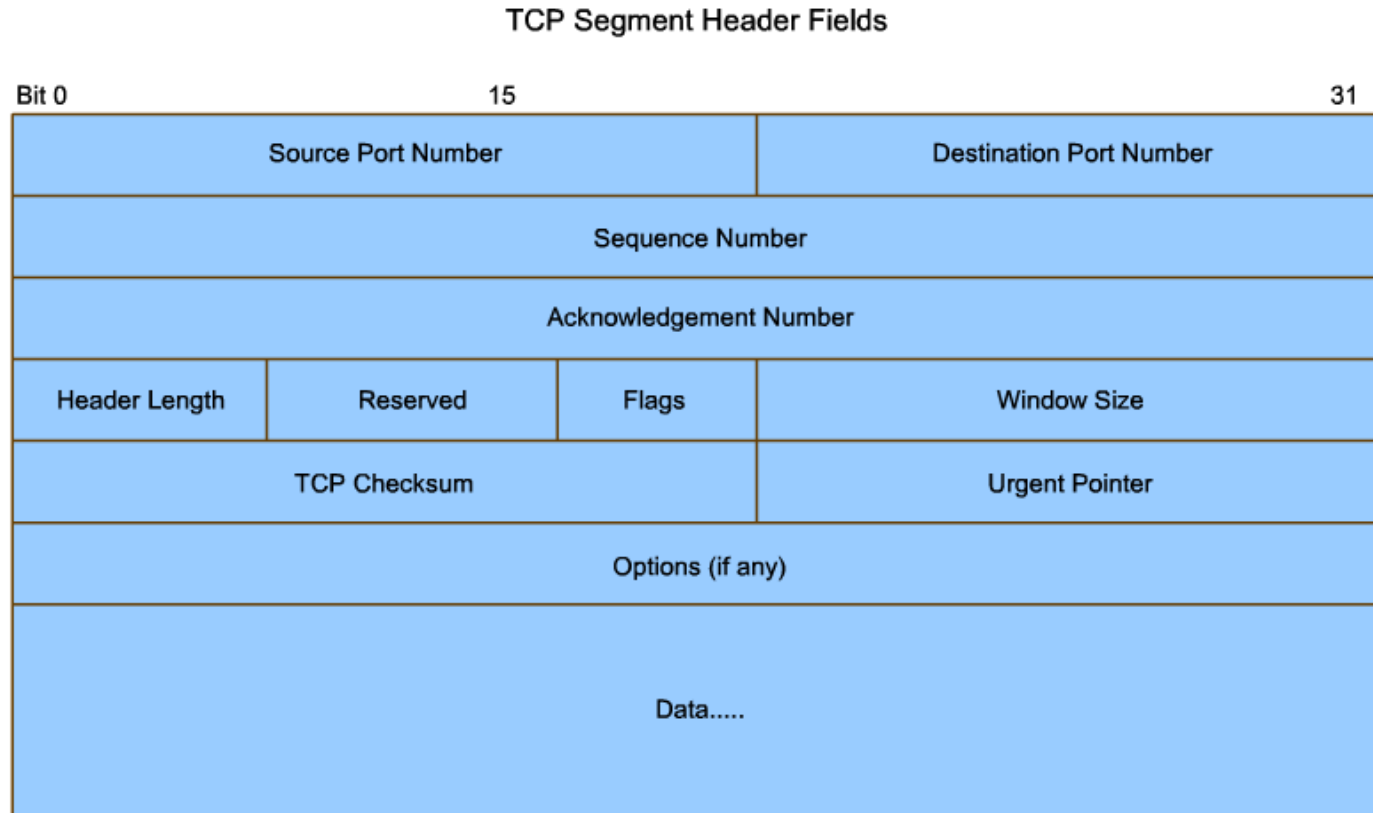 TCP Segment Header Fields
Bit 0 15 31
Source Port Number Destination Port Number
Sequence Number
Acknowledgement Number
Header Length Reserved Flags Window Size
TCP Checksum Urgent Pointer
Options (if any)
Data.....